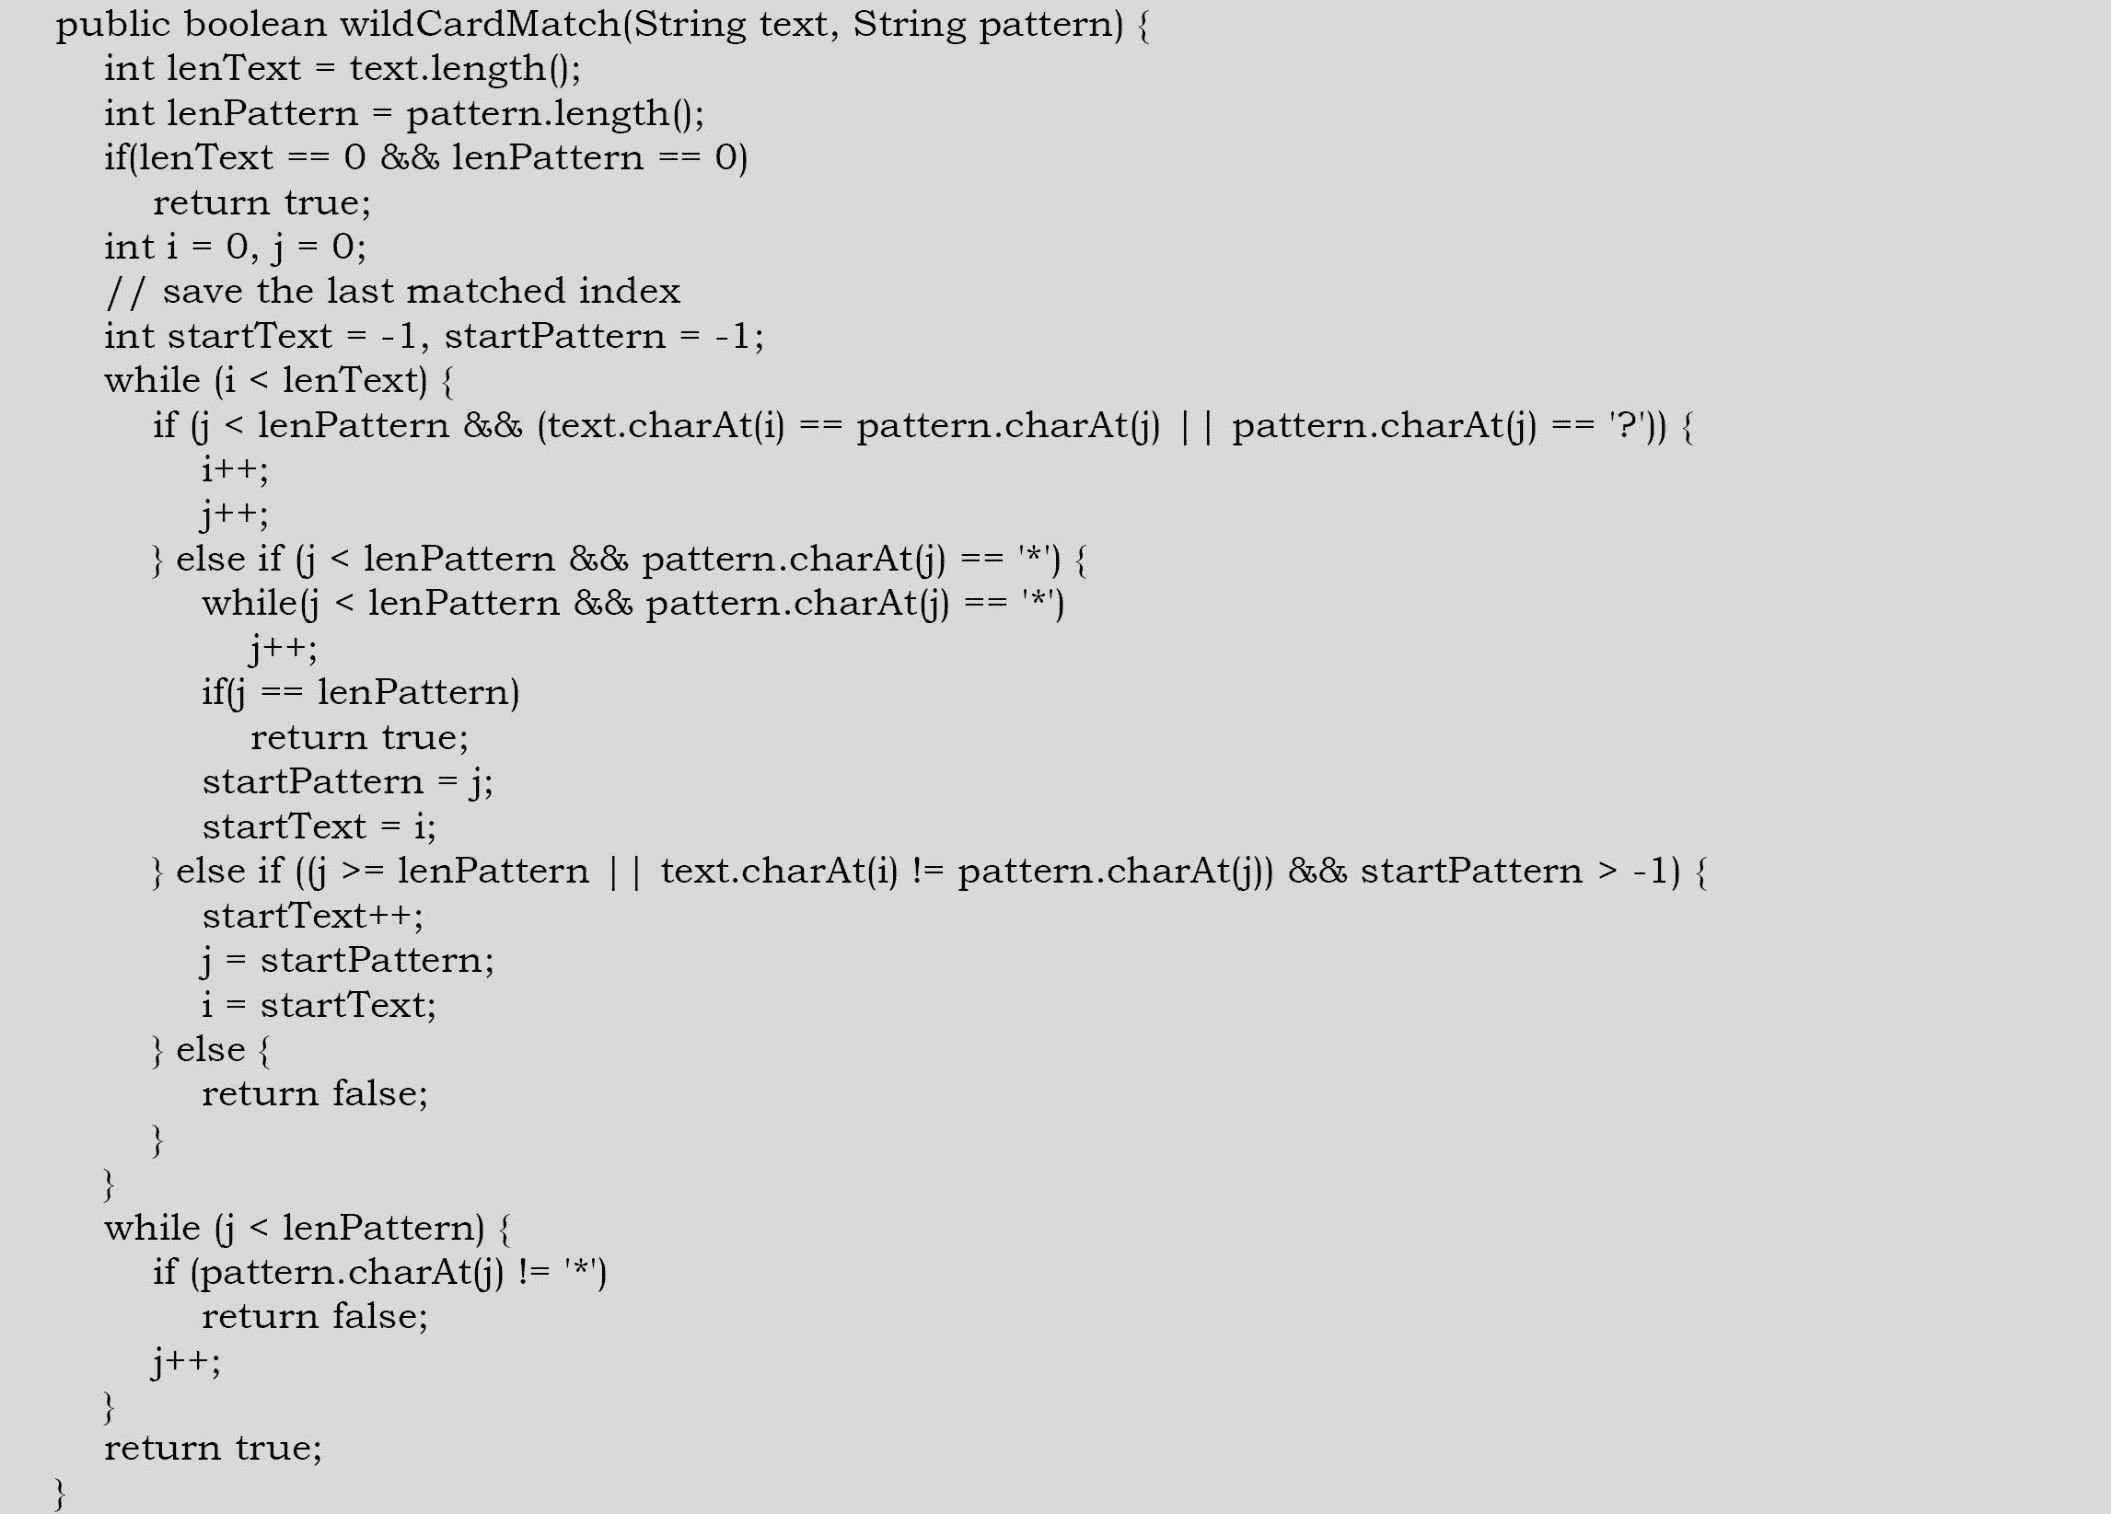 public boolean wildCardMatch(String text, String pattern) {
int lenText = text.length();
int lenPattern = pattern.length();
if(lenText == 0 && lenPattern == 0)
return true;
int i = 0, j = 0;
// save the last matched index
int startText = -1, startPattern = -1;
while (i < lenText) {
if (j < lenPattern && (text.charAt(i) == pattern.charAt(j) || pattern.charAt(j) == '?')) {
i++;
j++;
} else if (j < lenPattern && pattern.charAt(j) == '*') {
while(j < lenPattern && pattern.charAt(j) == '*')
j++;
if(j == lenPattern)
return true;
startPattern = j;
startText = i;
} else if ((j >= lenPattern || text.charAt(i) != pattern.charAt(j)) && startPattern > -1) {
startText++;
j = startPattern;
i = startText;
} else {
return false;
}
}
while (j < lenPattern) {
if (pattern.charAt(j) != '*')
return false;
j++;
}
return true;
}